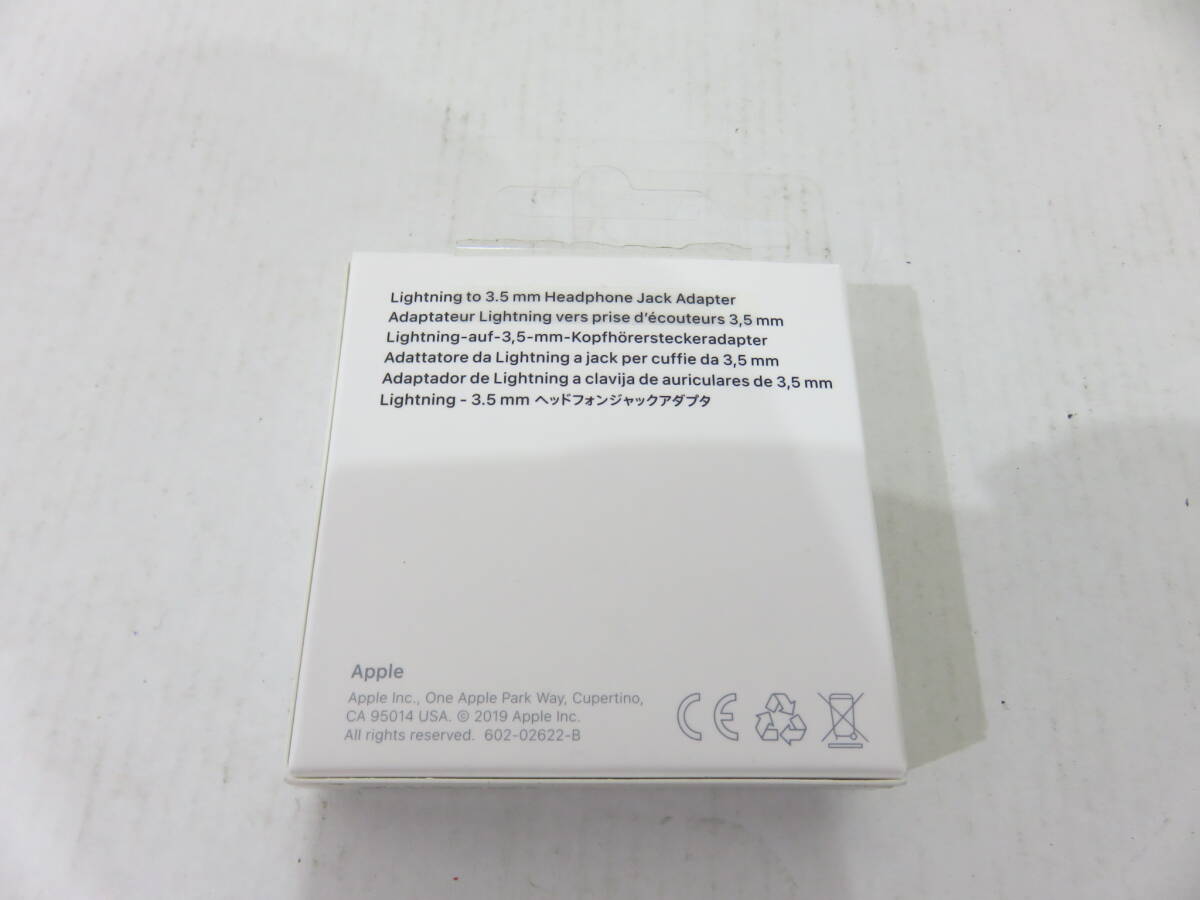 Lightning to 3.5 mm Headphone Jack Adapter
Adaptateur Lightning vers prise d'écouteurs 3,5 mm
Lightning-auf-3,5-mm-Kopfhörersteckeradapter
Adattatore da Lightning a jack per cuffie da 3,5 mm
Adaptador de Lightning a clavija de auriculares de 3,5 mm
Lightning - 3.5 mm ヘッドフォンジャックアダプタ
Apple
Apple Inc., One Apple Park Way, Cupertino,
CA 95014 USA. © 2019 Apple Inc.
All rights reserved. 602-02622-B
CE